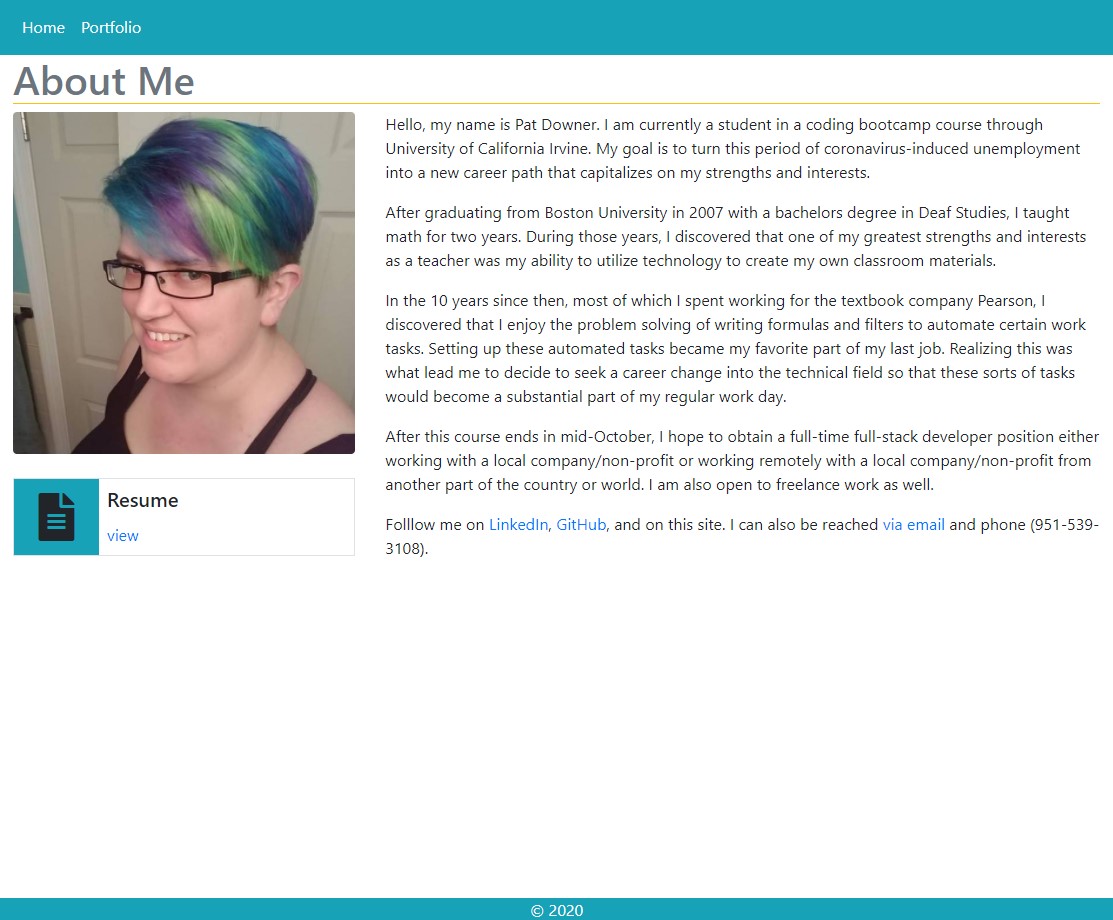 Home Portfolio
About Me
Hello, my name is Pat Downer. I am currently a student in a coding bootcamp course through
University of California Irvine. My goal is to turn this period of coronavirus-induced unemployment
into a new career path that capitalizes on my strengths and interests.
After graduating from Boston University in 2007 with a bachelors degree in Deaf Studies, I taught
math for two years. During those years, I discovered that one of my greatest strengths and interests
as a teacher was my ability to utilize technology to create my own classroom materials.
In the 10 years since then, most of which I spent working for the textbook company Pearson, I
discovered that I enjoy the problem solving of writing formulas and filters to automate certain work
tasks. Setting up these automated tasks became my favorite part of my last job. Realizing this was
what lead me to decide to seek a career change into the technical field so that these sorts of tasks
would become a substantial part of my regular work day.
After this course ends in mid-October, I hope to obtain a full-time full-stack developer position either
working with a local company/non-profit or working remotely with a local company/non-profit from
another part of the country or world. I am also open to freelance work as well.
Folllow me on LinkedIn, GitHub, and on this site. I can also be reached via email and phone (951-539-
3108).
Resume
view
© 2020